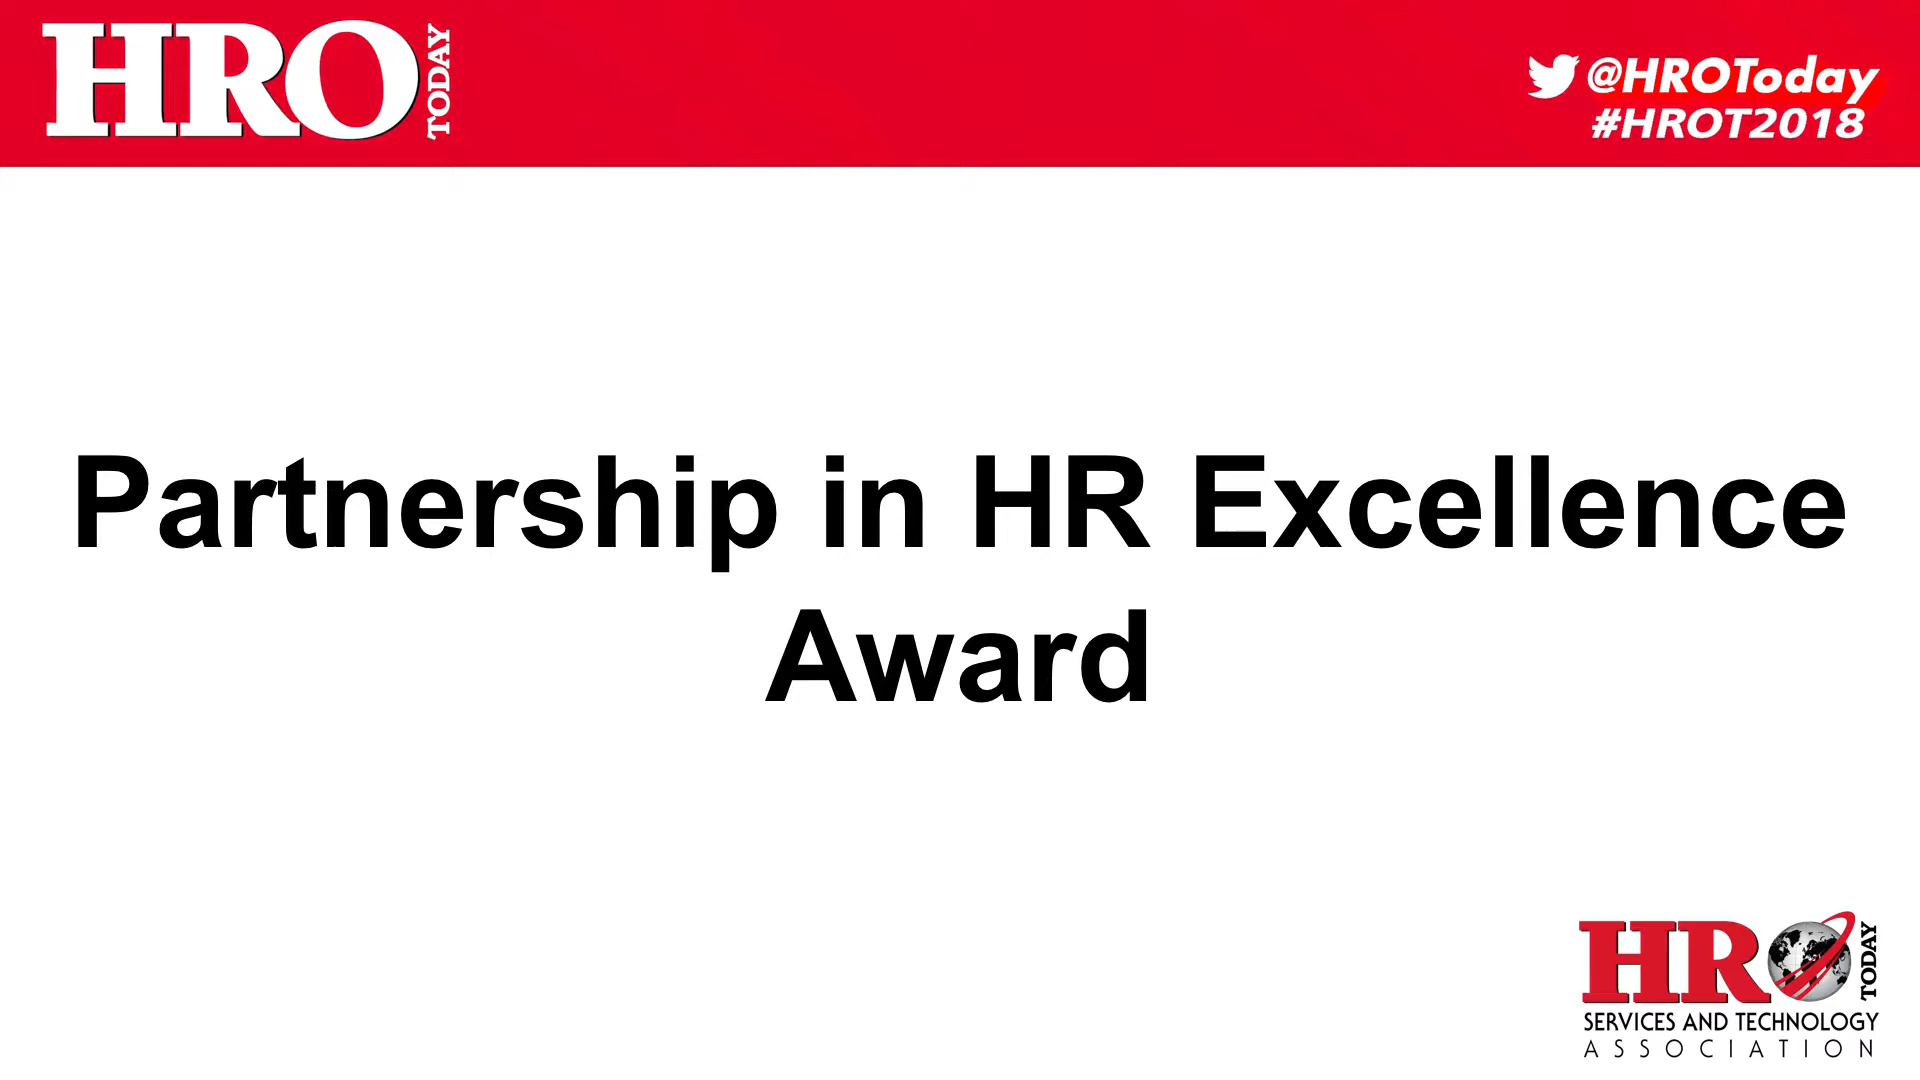 HRO TODAY
@HROToday
#HROT2018
Partnership in HR Excellence
Award
HRO TODAY
SERVICES AND TECHNOLOGY
ASSOCIATION